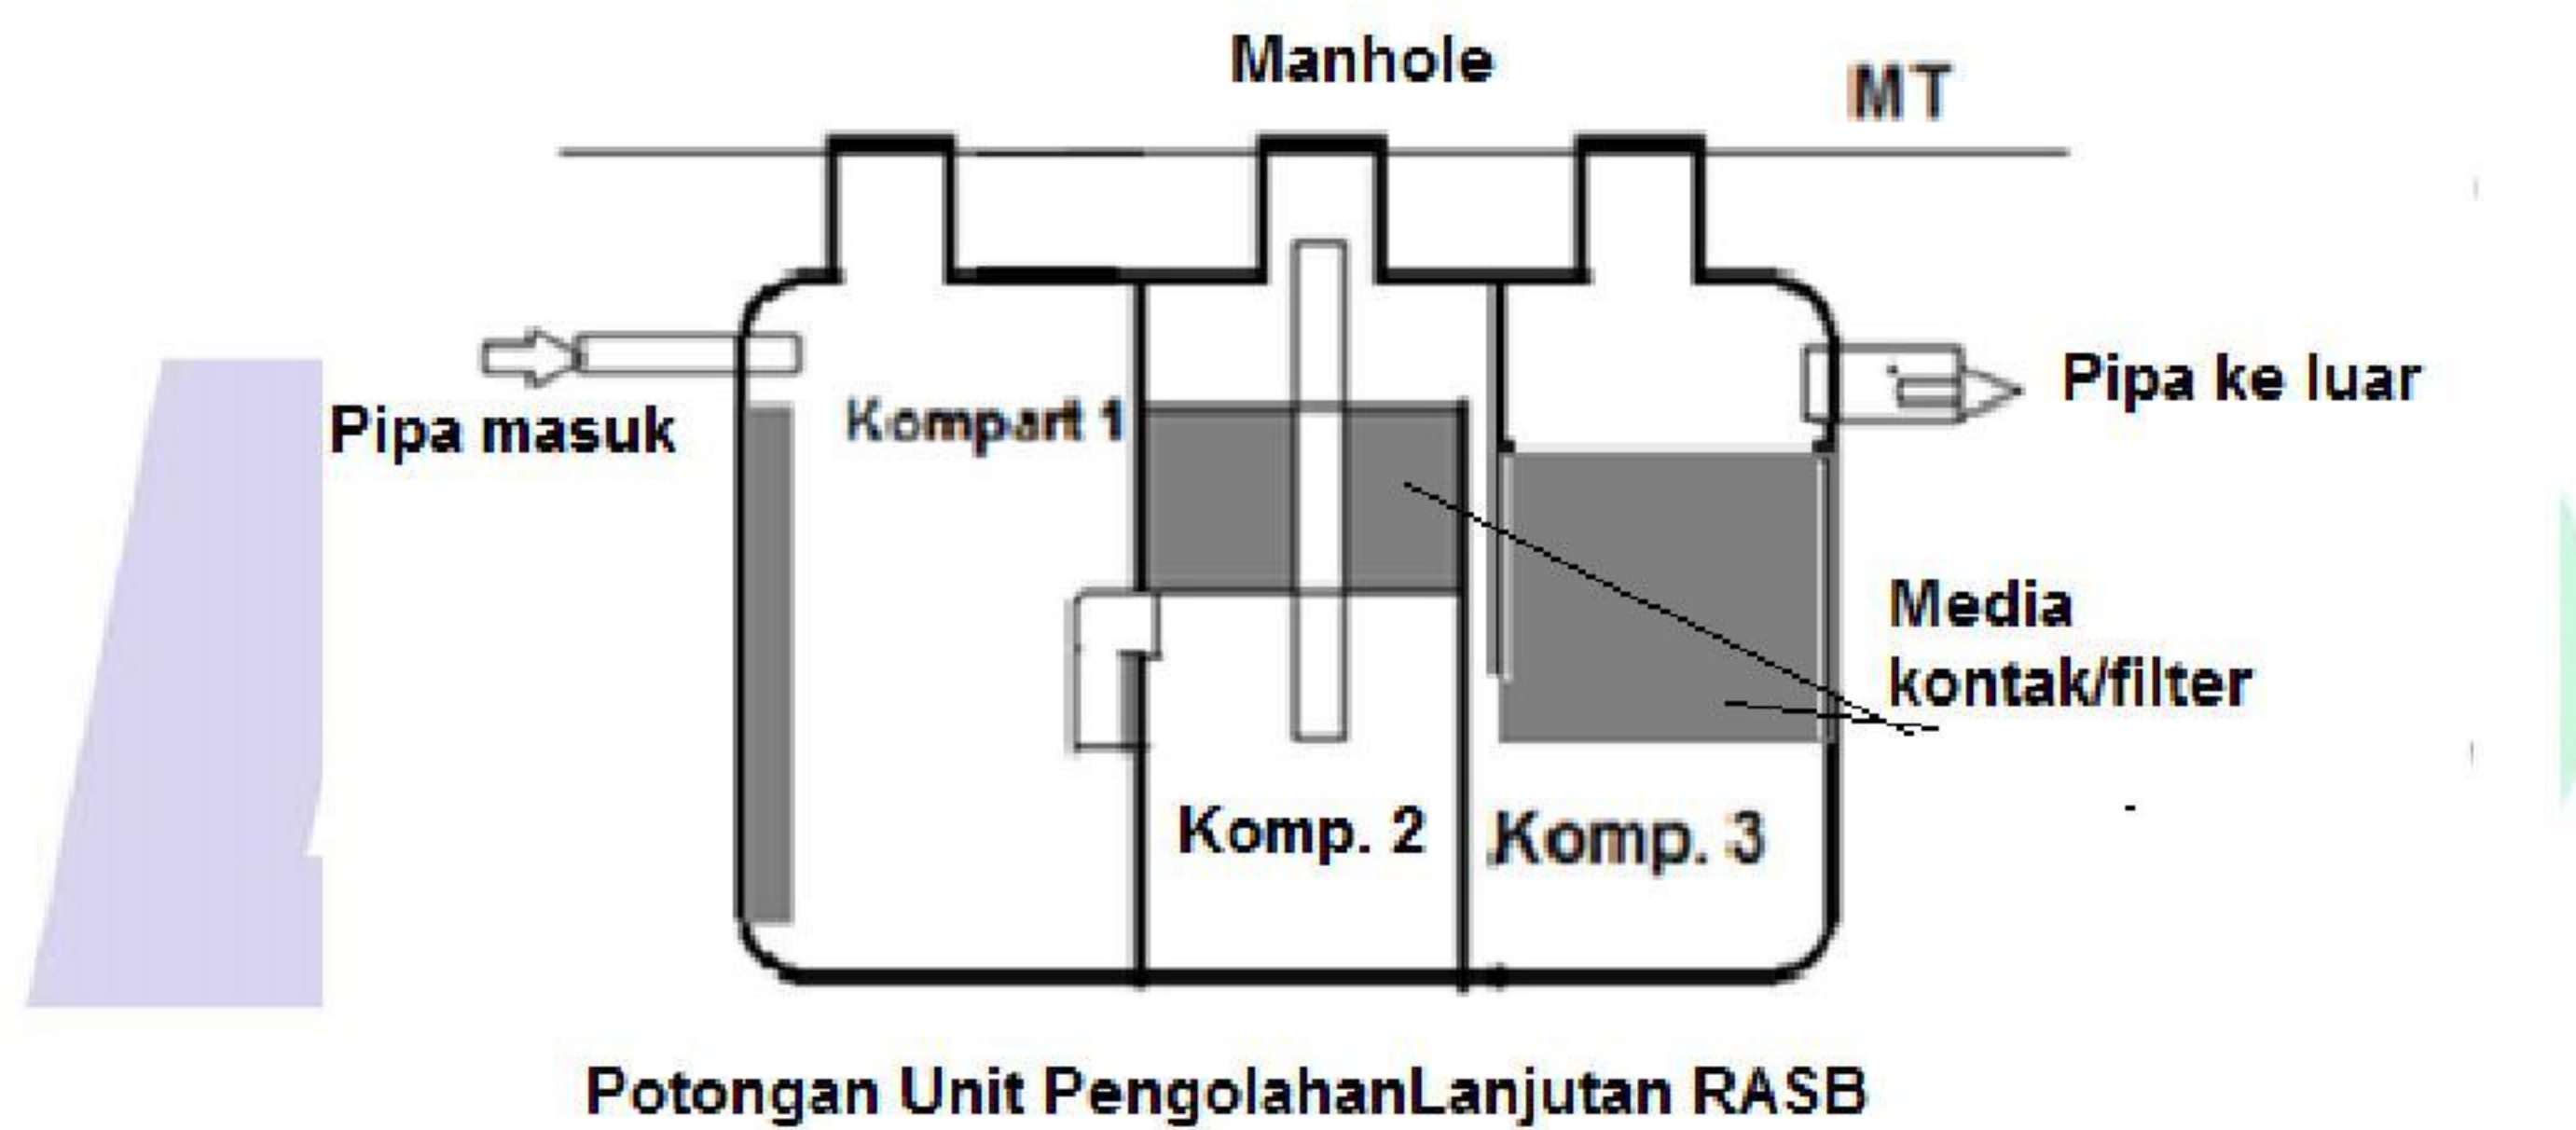 Manhole
MT
Pipa masuk
Kompart 1
Pipa ke luar
Media
kontak/filter
Komp. 2
Komp. 3
Potongan Unit PengolahanLanjutan RASB